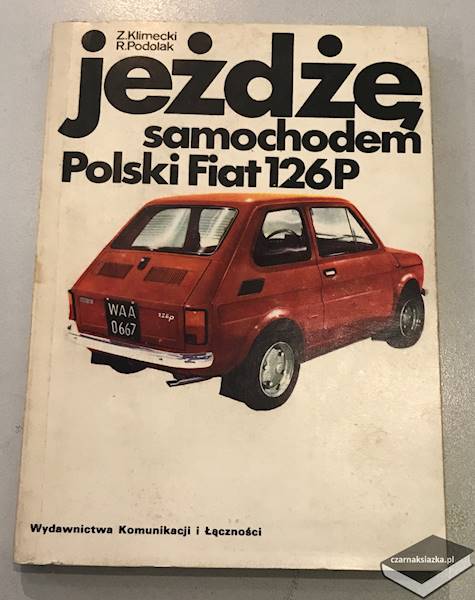 Z.Klimecki
R.Podolak
jeżdżę
samochodem
Polski Fiat 126P
WAA
0667
126p
Wydawnictwa Komunikacji i Łączności
czarnaksiazka.pl